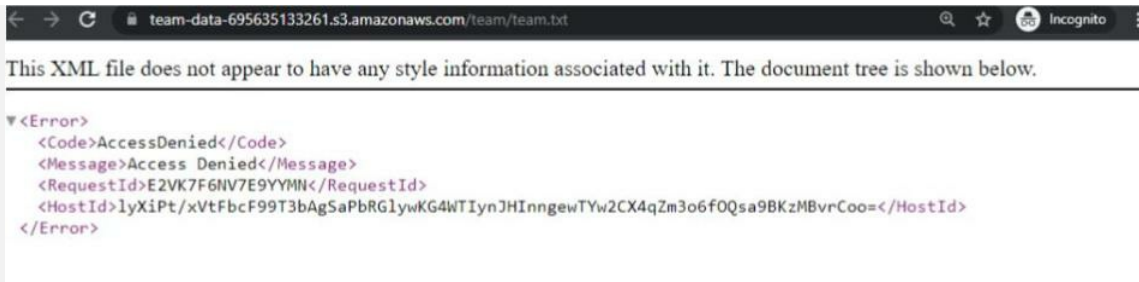 team-data-695635133261.s3.amazonaws.com/team/team.txt Incognito
This XML file does not appear to have any style information associated with it. The document tree is shown below.
▼<Error>
<Code>AccessDenied</Code>
<Message>Access Denied</Message>
<RequestId>E2VK7F6NV7E9YYMN</RequestId>
<HostId>lyXiPt/xVtFbcF99T3bAgSaPbRGlywKG4WTIynJHInngewTYw2CX4qZm3o6fOQsa9BKzMBvrCoo=</HostId>
</Error>